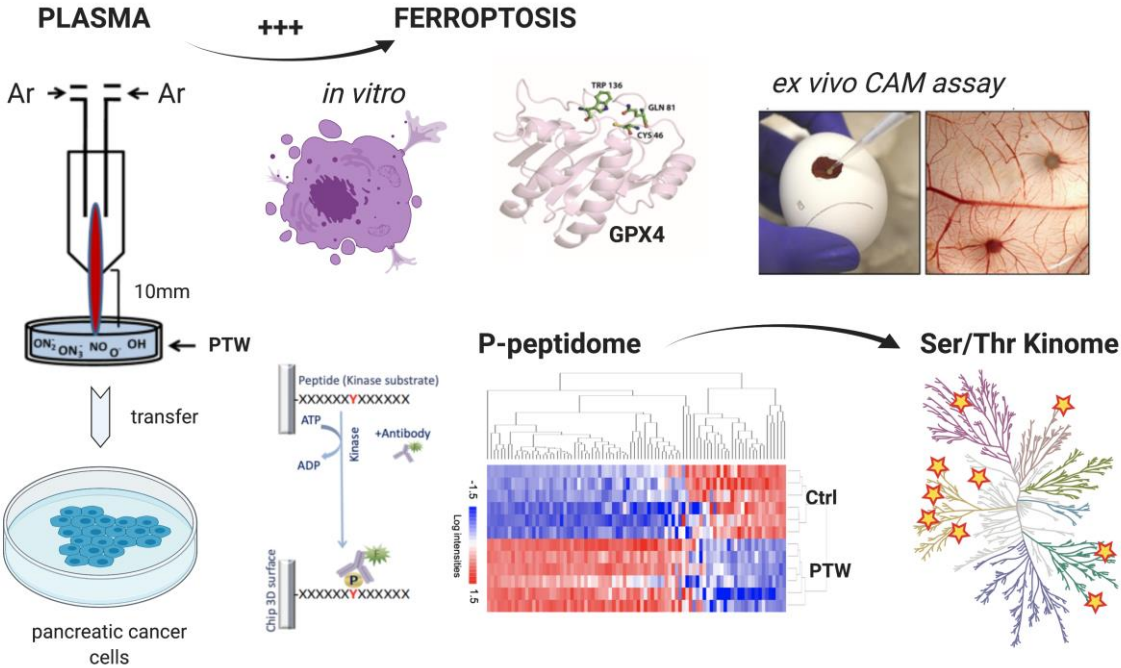 PLASMA
+++
FERROPTOSIS
Ar
Ar
in vitro
TRP 136
GLN 81
CYS 46
GPX4
ex vivo CAM assay
10mm
ON₂⁻ ON₃⁻ NO O⁻ OH
PTW
transfer
pancreatic cancer
cells
Peptide (Kinase substrate)
XXXXXXYXXXXXX
ATP
ADP
Kinase
+Antibody
P
XXXXXXYXXXXXX
Chip 3D surface
P-peptidome
-1.5
Log intensities
1.5
Ctrl
PTW
Ser/Thr Kinome